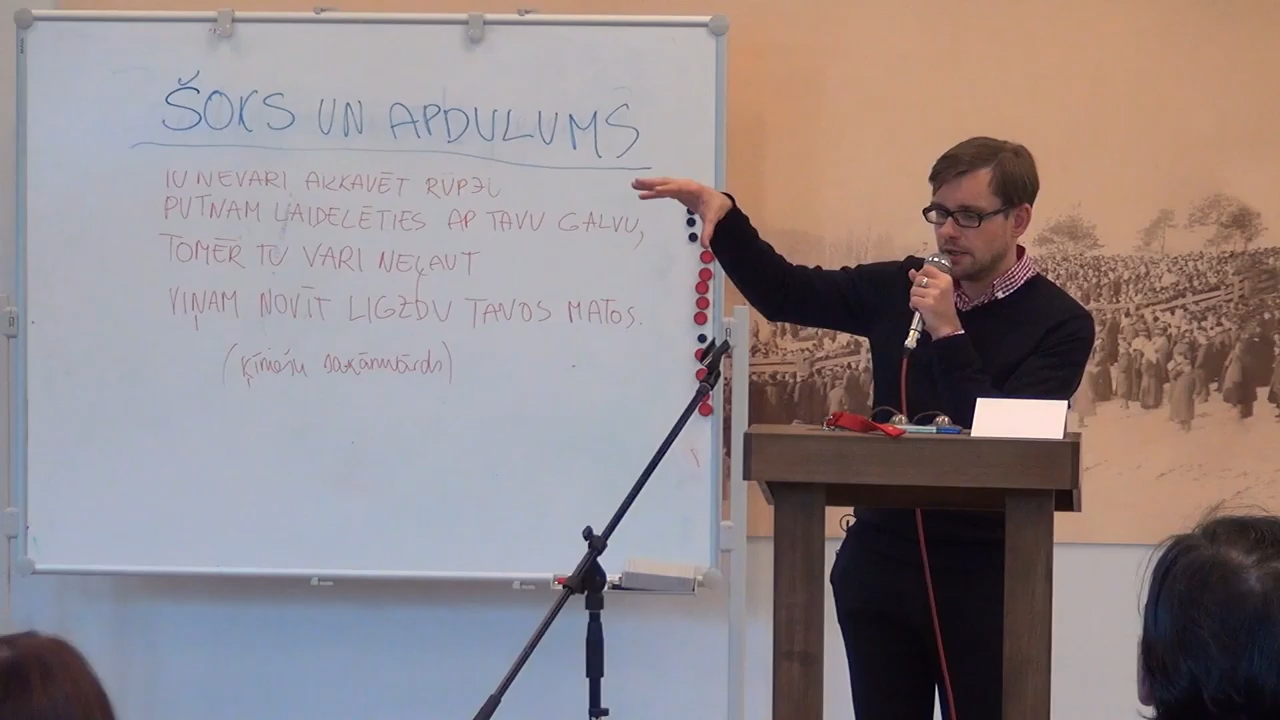 ŠOKS UN APDULUMS
TU NEVARI AIZKAVĒT RŪPJU
PUTNAM LAIDELĒTIES AP TAVU GALVU,
TOMĒR TU VARI NEĻAUT
VIŅAM NOVĪT LIGZDU TAVOS MATOS.
(ķīniešu sakāmvārds)